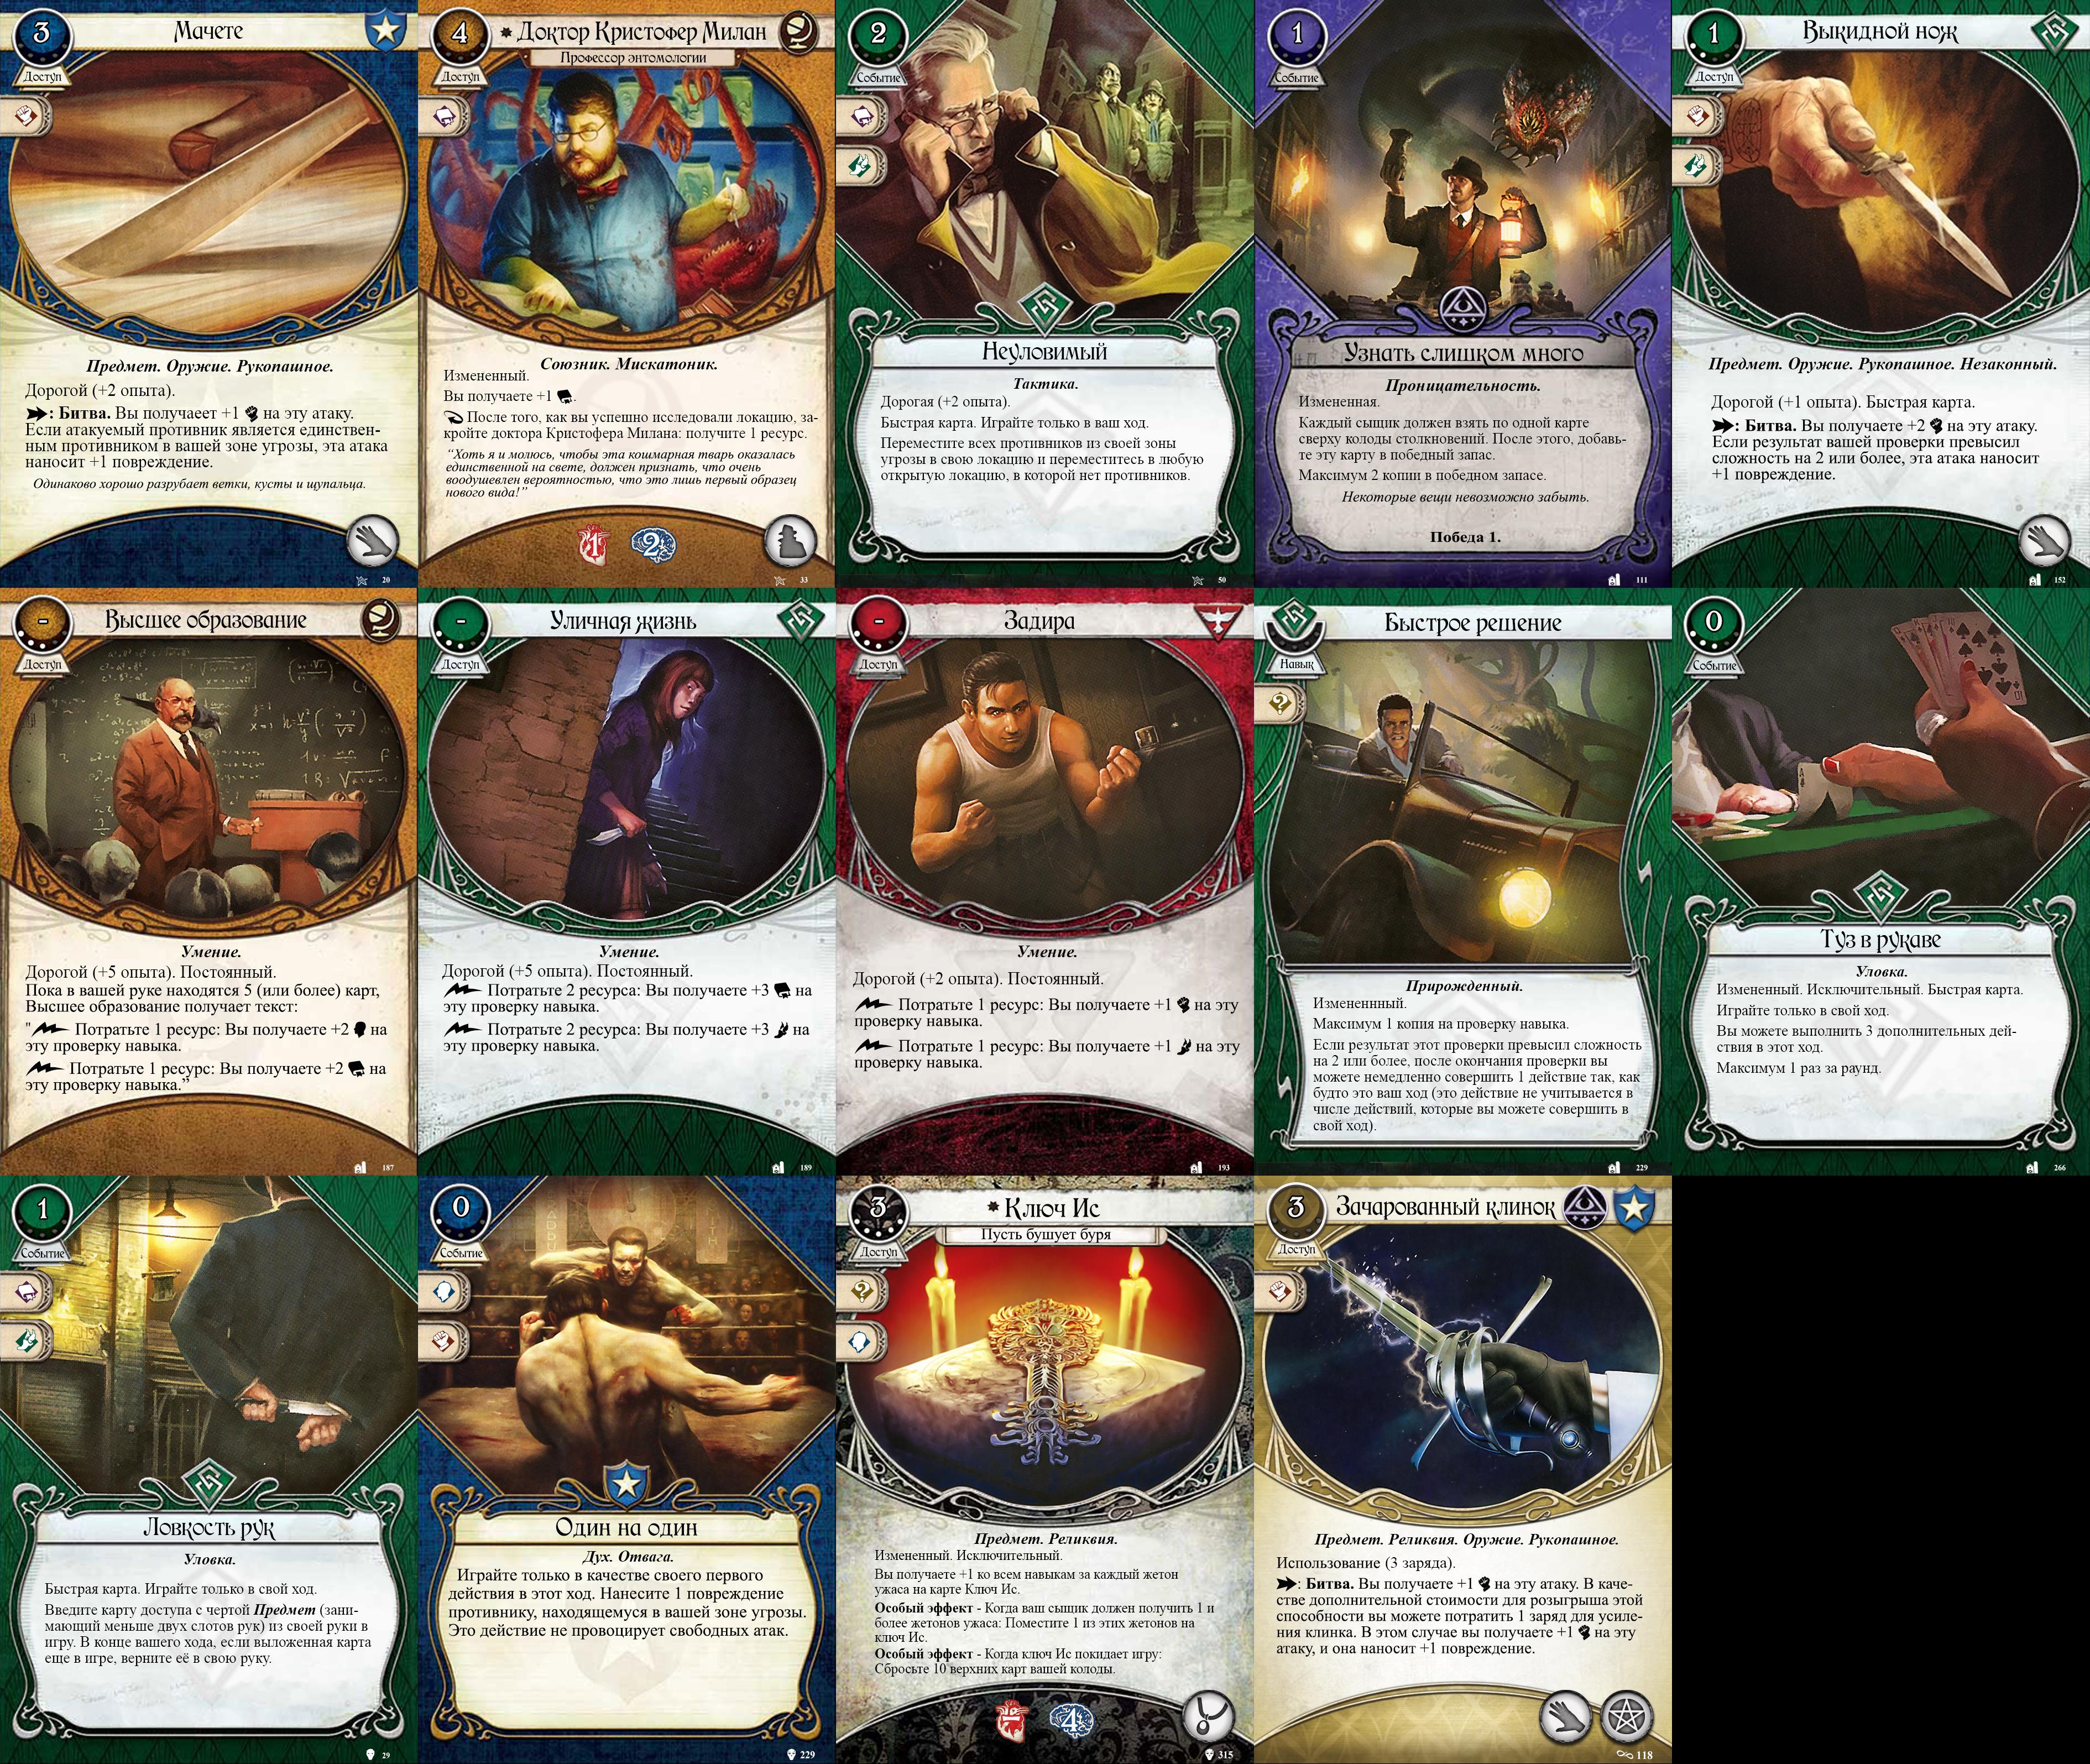 3
Мачете
Доступ
Предмет. Оружие. Рукопашное.
Дорогой (+2 опыта).
: Битва. Вы получаеет +1 на эту атаку.
Если атакуемый противник является единствен-
ным противником в вашей зоне угрозы, эта атака
наносит +1 повреждение.
Одинаково хорошо разрубает ветки, кусты и щупальца.
20
4
Доктор Кристофер Милан
Доступ
Профессор энтомологии
Союзник. Мискатоник.
Измененный.
Вы получаете +1 .
После того, как вы успешно исследовали локацию, за-
кройте доктора Кристофера Милана: получите 1 ресурс.
“Хоть я и молюсь, чтобы эта кошмарная тварь оказалась
единственной на свете, должен признать, что очень
воодушевлен вероятностью, что это лишь первый образец
нового вида!”
1
2
33
2
Событие
Неуловимый
Тактика.
Дорогая (+2 опыта).
Быстрая карта. Играйте только в ваш ход.
Переместите всех противников из своей зоны
угрозы в свою локацию и переместитесь в любую
открытую локацию, в которой нет противников.
50
1
Событие
Узнать слишком много
Проницательность.
Измененная.
Каждый сыщик должен взять по одной карте
сверху колоды столкновений. После этого, добавь-
те эту карту в победный запас.
Максимум 2 копии в победном запасе.
Некоторые вещи невозможно забыть.
Победа 1.
111
1
Выкидной нож
Доступ
Предмет. Оружие. Рукопашное. Незаконный.
Дорогой (+1 опыта). Быстрая карта.
: Битва. Вы получаете +2 на эту атаку.
Если результат вашей проверки превысил
сложность на 2 или более, эта атака наносит
+1 повреждение.
152
-
Высшее образование
Доступ
Умение.
Дорогой (+5 опыта). Постоянный.
Пока в вашей руке находятся 5 (или более) карт,
Высшее образование получает текст:
" Потратьте 1 ресурс: Вы получаете +2 на
эту проверку навыка.
Потратьте 1 ресурс: Вы получаете +2 на
эту проверку навыка.”
187
-
Уличная жизнь
Доступ
Умение.
Дорогой (+5 опыта). Постоянный.
Потратьте 2 ресурса: Вы получаете +3 на
эту проверку навыка.
Потратьте 2 ресурса: Вы получаете +3 на
эту проверку навыка.
189
-
Задира
Доступ
Умение.
Дорогой (+2 опыта). Постоянный.
Потратьте 1 ресурс: Вы получаете +1 на эту
проверку навыка.
Потратьте 1 ресурс: Вы получаете +1 на эту
проверку навыка.
193
Быстрое решение
Навык
?
Прирожденный.
Измененнный.
Максимум 1 копия на проверку навыка.
Если результат этот проверки превысил сложность
на 2 или более, после окончания проверки вы
можете немедленно совершить 1 действие так, как
будто это ваш ход (это действие не учитывается в
числе действий, которые вы можете совершить в
свой ход).
229
0
Событие
Туз в рукаве
Уловка.
Измененный. Исключительный. Быстрая карта.
Играйте только в свой ход.
Вы можете выполнить 3 дополнительных дей-
ствия в этот ход.
Максимум 1 раз за раунд.
266
1
Событие
Ловкость рук
Уловка.
Быстрая карта. Играйте только в свой ход.
Введите карту доступа с чертой Предмет (зани-
мающий меньше двух слотов рук) из своей руки в
игру. В конце вашего хода, если выложенная карта
еще в игре, верните её в свою руку.
29
0
Событие
Один на один
Дух. Отвага.
Играйте только в качестве своего первого
действия в этот ход. Нанесите 1 повреждение
противнику, находящемуся в вашей зоне угрозы.
Это действие не провоцирует свободных атак.
229
3
Ключ Ис
Доступ
Пусть бушует буря
?
Предмет. Реликвия.
Измененный. Исключительный.
Вы получаете +1 ко всем навыкам за каждый жетон
ужаса на карте Ключ Ис.
Особый эффект - Когда ваш сыщик должен получить 1 и
более жетонов ужаса: Поместите 1 из этих жетонов на
ключ Ис.
Особый эффект - Когда ключ Ис покидает игру:
Сбросьте 10 верхних карт вашей колоды.
-
4
315
3
Зачарованный клинок
Доступ
Предмет. Реликвия. Оружие. Рукопашное.
Использование (3 заряда).
: Битва. Вы получаете +1 на эту атаку. В каче-
стве дополнительной стоимости для розыгрыша этой
способности вы можете потратить 1 заряд для усиле-
ния клинка. В этом случае вы получаете +1 на эту
атаку, и она наносит +1 повреждение.
118